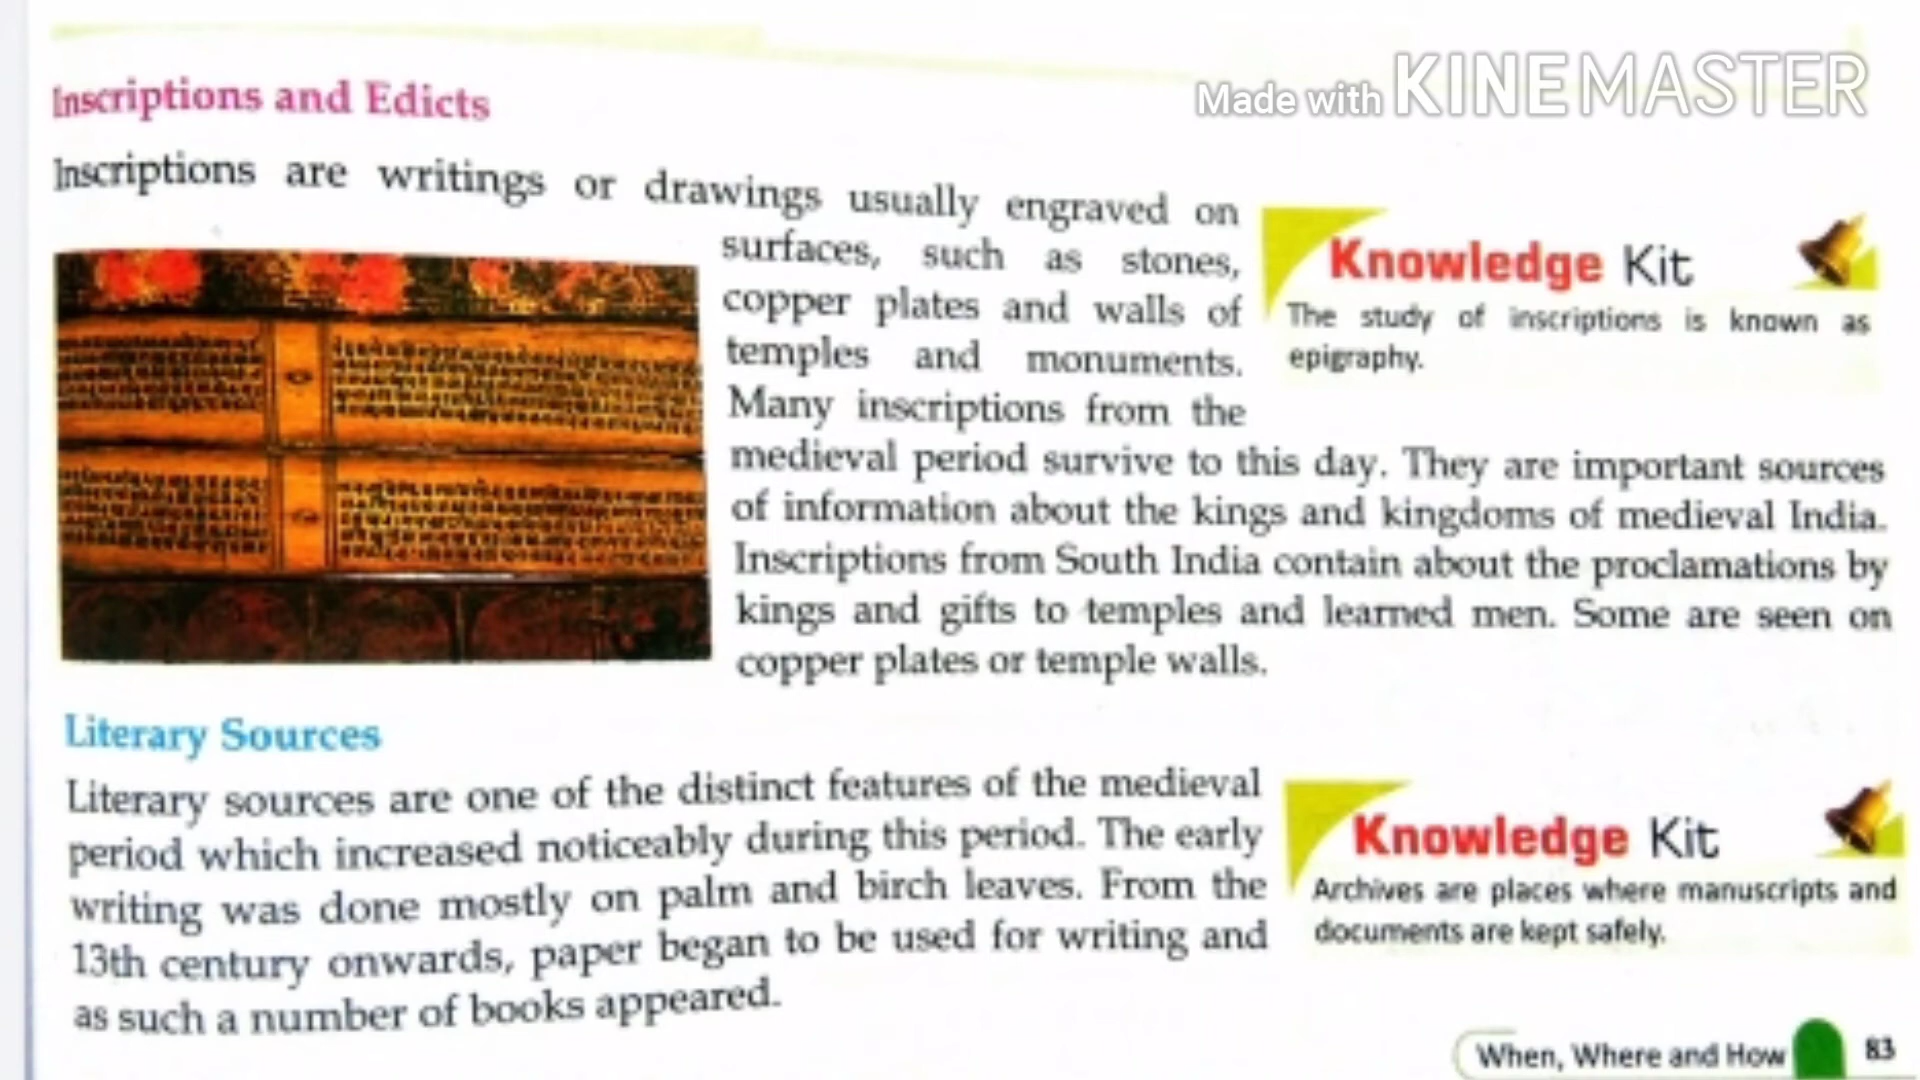 Made with KINEMASTER
Inscriptions and Edicts
Inscriptions are writings or drawings usually engraved on
surfaces, such as stones,
copper plates and walls of
temples and monuments.
Many inscriptions from the
medieval period survive to this day. They are important sources
of information about the kings and kingdoms of medieval India.
Inscriptions from South India contain about the proclamations by
kings and gifts to temples and learned men. Some are seen on
copper plates or temple walls.
Knowledge Kit
The study of inscriptions is known as
epigraphy.
Literary Sources
Literary sources are one of the distinct features of the medieval
period which increased noticeably during this period. The early
writing was done mostly on palm and birch leaves. From the
13th century onwards, paper began to be used for writing and
as such a number of books appeared.
Knowledge Kit
Archives are places where manuscripts and
documents are kept safely.
When, Where and How 83